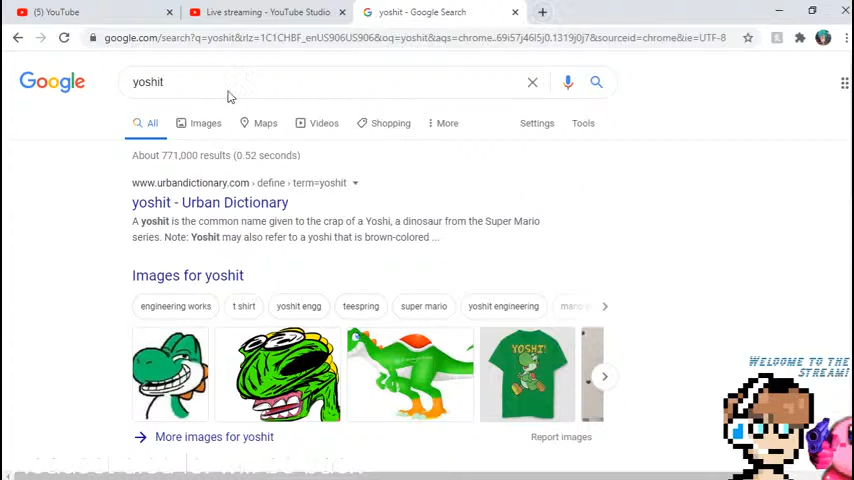 (5) YouTube
Live streaming - YouTube Studio
yoshit - Google Search
google.com/search?q=yoshit&rlz=1C1CHBF_enUS906US906&oq=yoshit&aqs=chrome..69i57j46l5j0.1319j0j7&sourceid=chrome&ie=UTF-8
Google
yoshit
All Images Maps Videos Shopping More Settings Tools
About 771,000 results (0.52 seconds)
www.urbandictionary.com › define › term=yoshit
yoshit - Urban Dictionary
A yoshit is the common name given to the crap of a Yoshi, a dinosaur from the Super Mario
series. Note: Yoshit may also refer to a yoshi that is brown-colored ...
Images for yoshit
engineering works t shirt yoshit engg teespring super mario yoshit engineering
YOSHI!
More images for yoshit
Report images
WELCOME TO THE
STREAM!